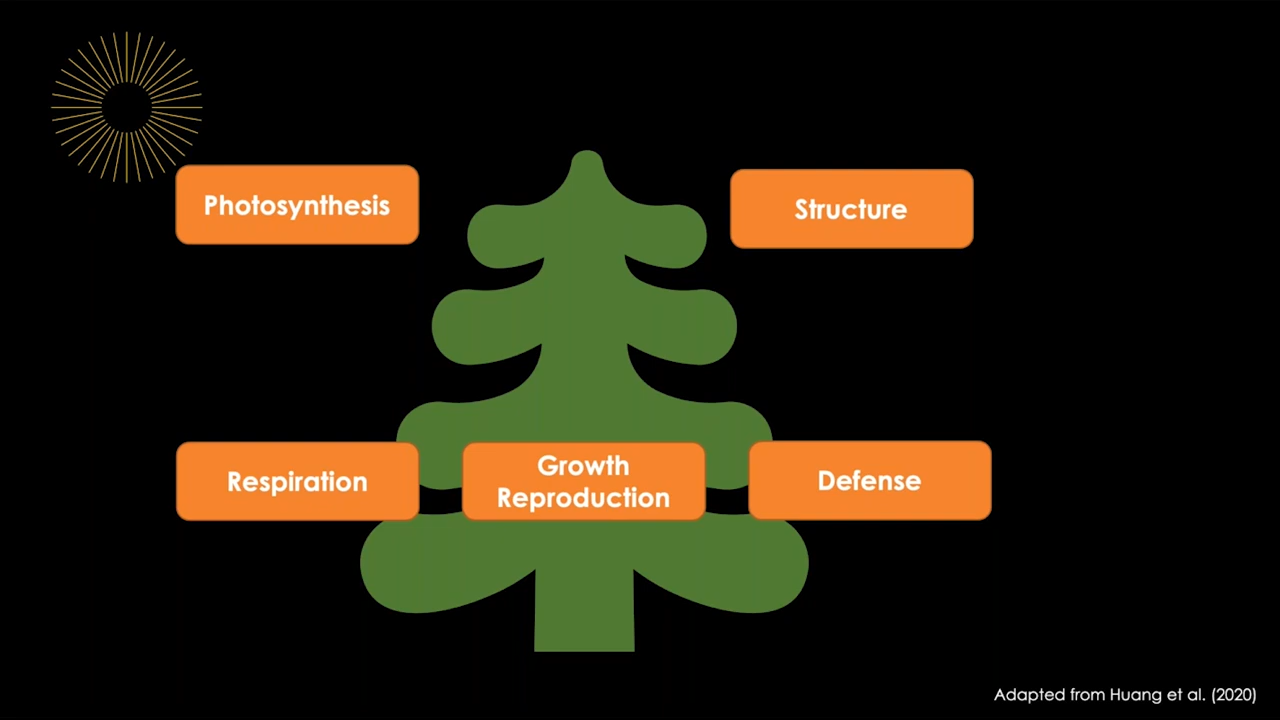 Photosynthesis
Structure
Respiration
Growth
Reproduction
Defense
Adapted from Huang et al. (2020)